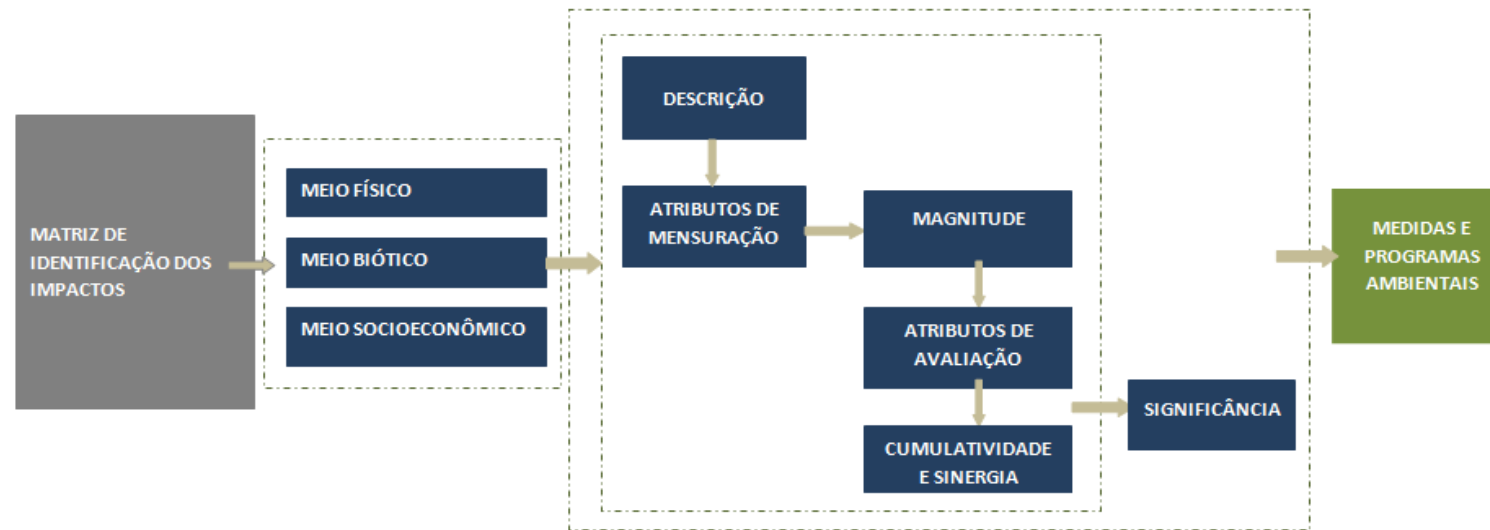 MATRIZ DE
IDENTIFICAÇÃO DOS
IMPACTOS
MEIO FÍSICO
MEIO BIÓTICO
MEIO SOCIOECONÔMICO
DESCRIÇÃO
ATRIBUTOS DE
MENSURAÇÃO
MAGNITUDE
ATRIBUTOS DE
AVALIAÇÃO
CUMULATIVIDADE
E SINERGIA
SIGNIFICÂNCIA
MEDIDAS E
PROGRAMAS
AMBIENTAIS